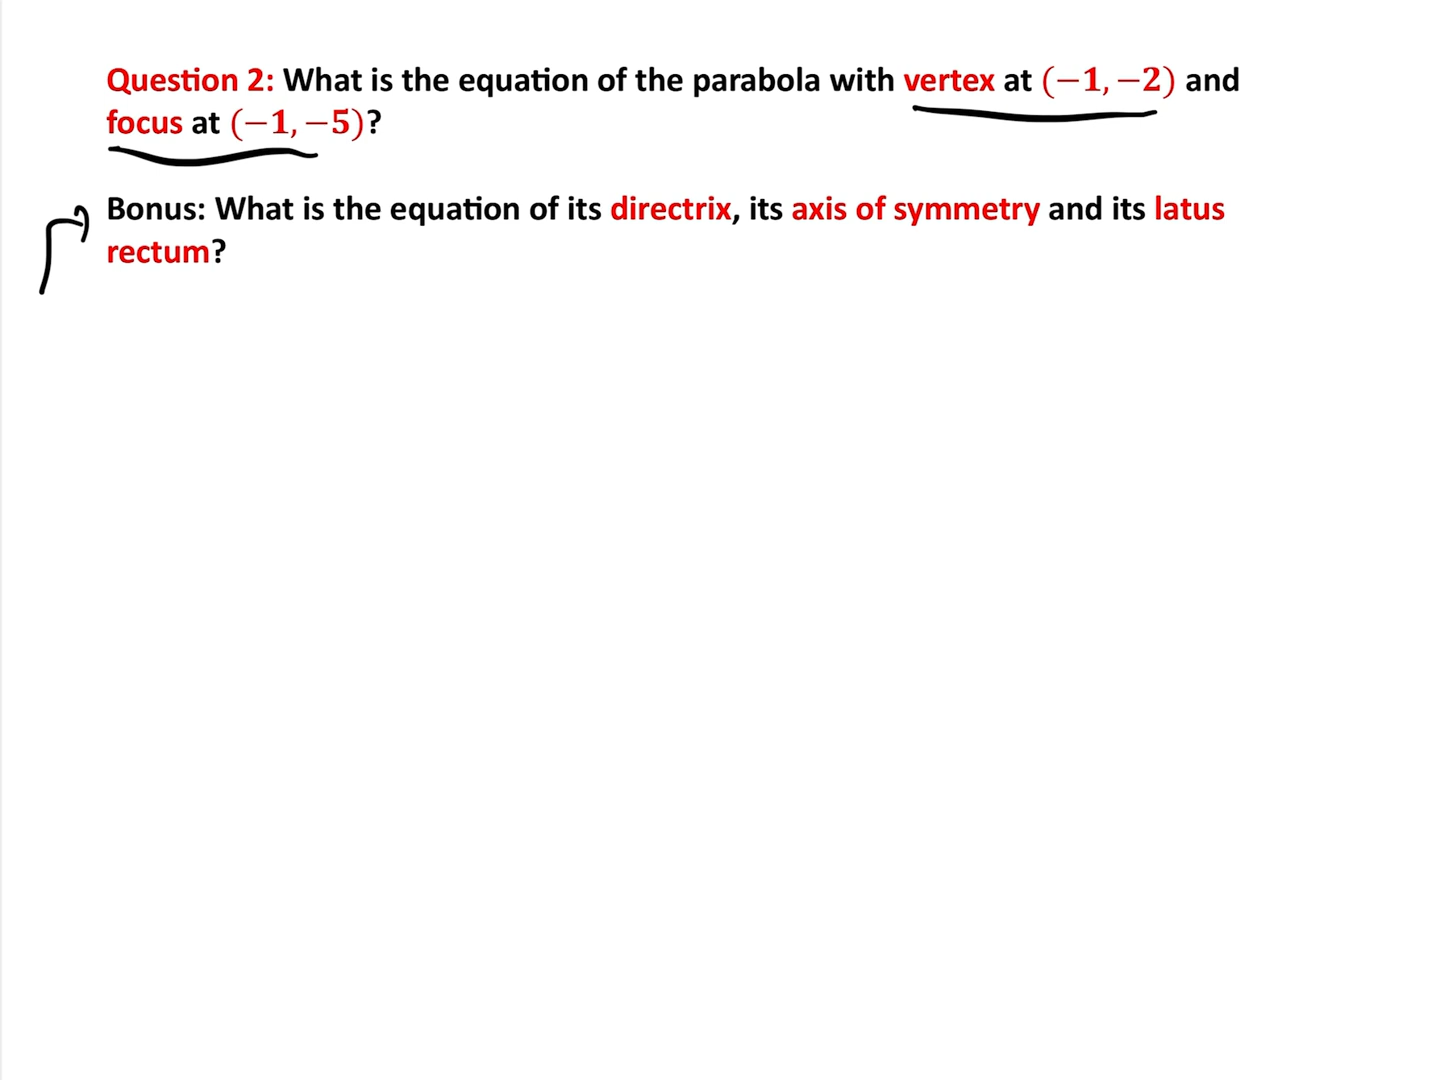 Question 2: What is the equation of the parabola with vertex at (−1, −2) and
focus at (−1, −5)?
Bonus: What is the equation of its directrix, its axis of symmetry and its latus
rectum?